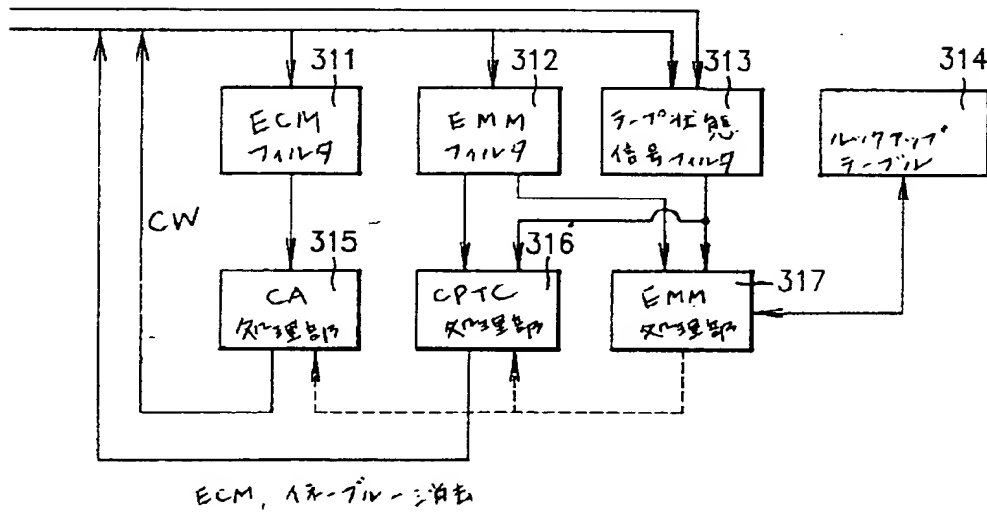 311
ECM
フィルタ
312
EMM
フィルタ
313
テープ状態
信号フィルタ
314
ルックアップ
テーブル
CW
315
CA
処理部
316
CPTC
処理部
317
EMM
処理部
ECM, イネーブルー消去